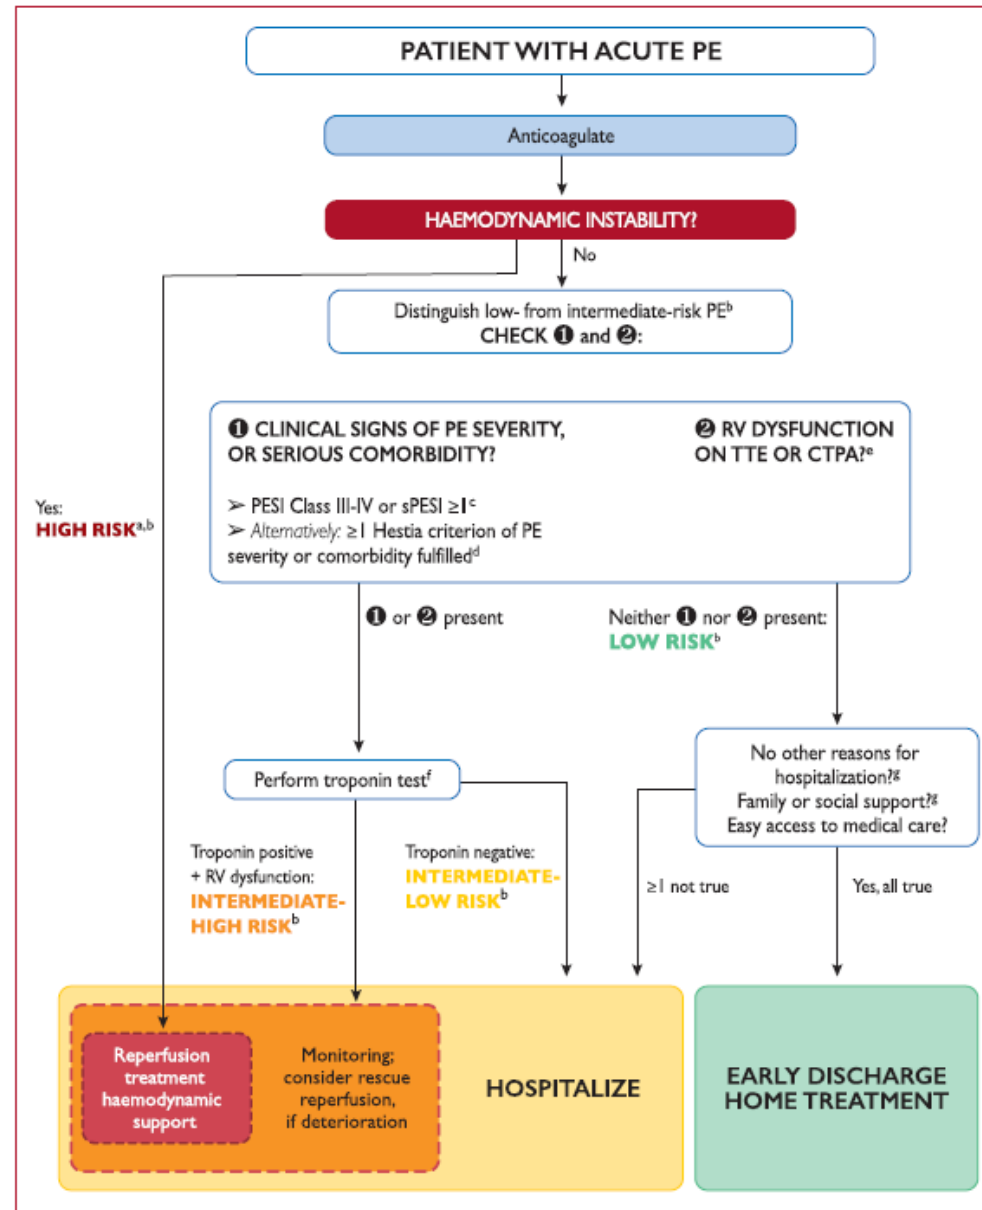 PATIENT WITH ACUTE PE
Anticoagulate
HAEMODYNAMIC INSTABILITY?
No
Distinguish low- from intermediate-risk PEᵇ
CHECK ❶ and ❷:
❶ CLINICAL SIGNS OF PE SEVERITY,
OR SERIOUS COMORBIDITY?
➢ PESI Class III-IV or sPESI ≥1ᶜ
➢ Alternatively: ≥1 Hestia criterion of PE
severity or comorbidity fulfilledᵈ
❷ RV DYSFUNCTION
ON TTE OR CTPA?ᵉ
Yes:
HIGH RISKᵃ,ᵇ
❶ or ❷ present
Neither ❶ nor ❷ present:
LOW RISKᵇ
Perform troponin testᶠ
No other reasons for
hospitalization?ᵍ
Family or social support?ᵍ
Easy access to medical care?
Troponin positive
+ RV dysfunction:
INTERMEDIATE-
HIGH RISKᵇ
Troponin negative:
INTERMEDIATE-
LOW RISKᵇ
≥1 not true
Yes, all true
Reperfusion
treatment
haemodynamic
support
Monitoring;
consider rescue
reperfusion,
if deterioration
HOSPITALIZE
EARLY DISCHARGE
HOME TREATMENT